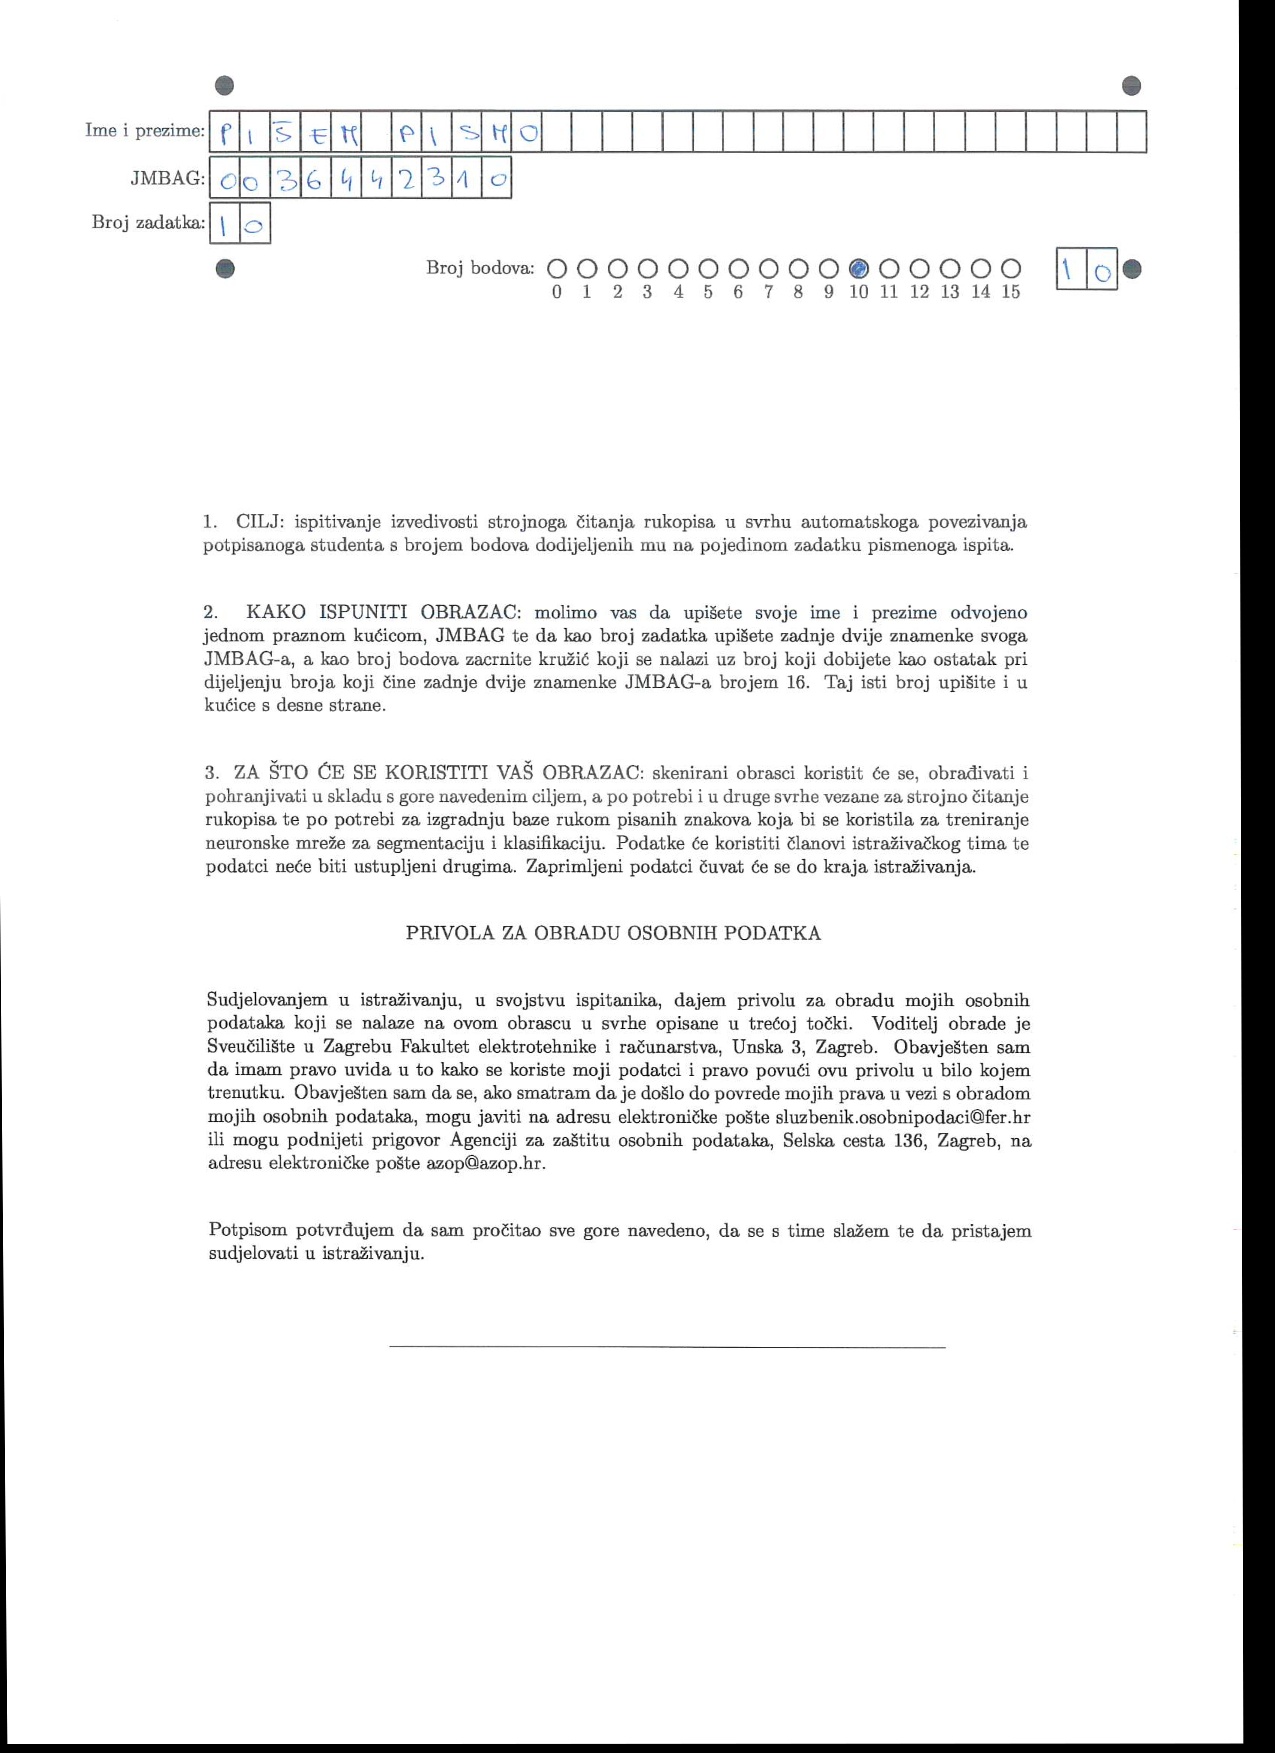 Ime i prezime: PIŠEM PISMO
JMBAG: 0036442310
Broj zadatka: 10
Broj bodova: 10
0 1 2 3 4 5 6 7 8 9 10 11 12 13 14 15
1. CILJ: ispitivanje izvedivosti strojnoga čitanja rukopisa u svrhu automatskoga povezivanja
potpisanoga studenta s brojem bodova dodijeljenih mu na pojedinom zadatku pismenoga ispita.
2. KAKO ISPUNITI OBRAZAC: molimo vas da upišete svoje ime i prezime odvojeno
jednom praznom kućicom, JMBAG te da kao broj zadatka upišete zadnje dvije znamenke svoga
JMBAG-a, a kao broj bodova zacrnite kružić koji se nalazi uz broj koji dobijete kao ostatak pri
dijeljenju broja koji čine zadnje dvije znamenke JMBAG-a brojem 16. Taj isti broj upišite i u
kućice s desne strane.
3. ZA ŠTO ĆE SE KORISTITI VAŠ OBRAZAC: skenirani obrasci koristit će se, obrađivati i
pohranjivati u skladu s gore navedenim ciljem, a po potrebi i u druge svrhe vezane za strojno čitanje
rukopisa te po potrebi za izgradnju baze rukom pisanih znakova koja bi se koristila za treniranje
neuronske mreže za segmentaciju i klasifikaciju. Podatke će koristiti članovi istraživačkog tima te
podatci neće biti ustupljeni drugima. Zaprimljeni podatci čuvat će se do kraja istraživanja.
PRIVOLA ZA OBRADU OSOBNIH PODATKA
Sudjelovanjem u istraživanju, u svojstvu ispitanika, dajem privolu za obradu mojih osobnih
podataka koji se nalaze na ovom obrascu u svrhe opisane u trećoj točki. Voditelj obrade je
Sveučilište u Zagrebu Fakultet elektrotehnike i računarstva, Unska 3, Zagreb. Obavješten sam
da imam pravo uvida u to kako se koriste moji podatci i pravo povući ovu privolu u bilo kojem
trenutku. Obavješten sam da se, ako smatram da je došlo do povrede mojih prava u vezi s obradom
mojih osobnih podataka, mogu javiti na adresu elektroničke pošte sluzbenik.osobnipodaci@fer.hr
ili mogu podnijeti prigovor Agenciji za zaštitu osobnih podataka, Selska cesta 136, Zagreb, na
adresu elektroničke pošte azop@azop.hr.
Potpisom potvrđujem da sam pročitao sve gore navedeno, da se s time slažem te da pristajem
sudjelovati u istraživanju.